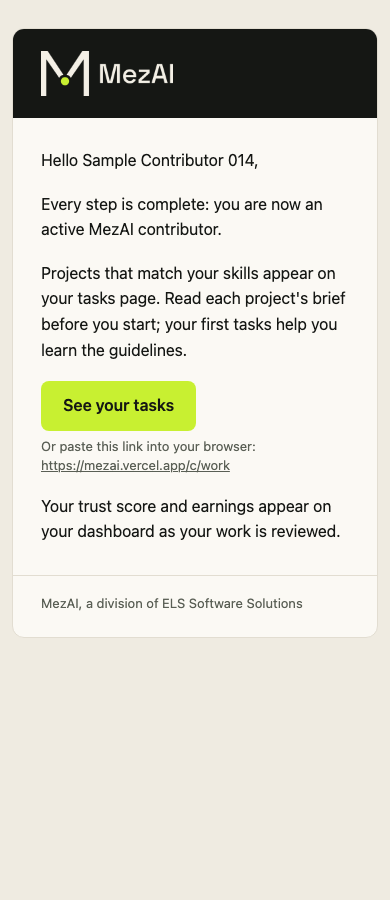 MezAI
Hello Sample Contributor 014,
Every step is complete: you are now an
active MezAI contributor.
Projects that match your skills appear on
your tasks page. Read each project's brief
before you start; your first tasks help you
learn the guidelines.
See your tasks
Or paste this link into your browser:
https://mezai.vercel.app/c/work
Your trust score and earnings appear on
your dashboard as your work is reviewed.
MezAI, a division of ELS Software Solutions